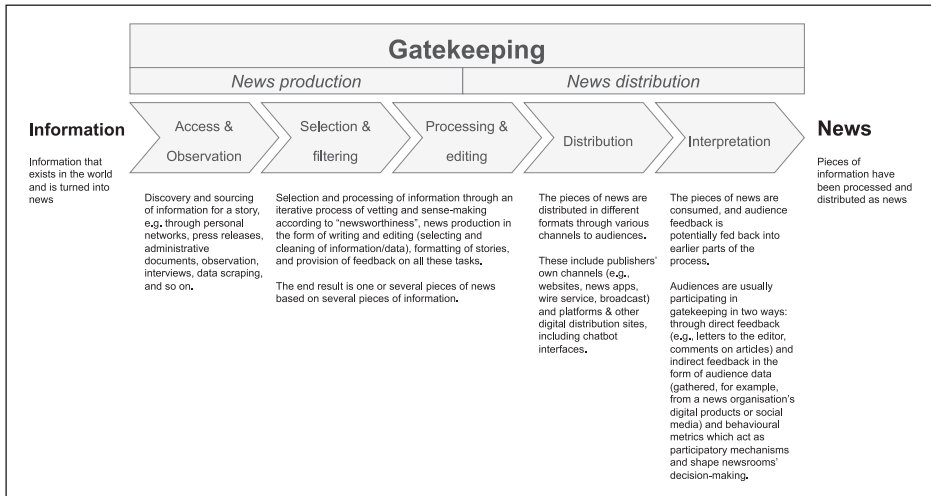 Gatekeeping
News production
News distribution
Information
Information that
exists in the world
and is turned into
news
Access &
Observation
Selection &
filtering
Processing &
editing
Distribution
Interpretation
News
Pieces of
information have
been processed and
distributed as news
Discovery and sourcing
of information for a story,
e.g. through personal
networks, press releases,
administrative
documents, observation,
interviews, data scraping,
and so on.
Selection and processing of information through an
iterative process of vetting and sense-making
according to “newsworthiness”, news production in
the form of writing and editing (selecting and
cleaning of information/data), formatting of stories,
and provision of feedback on all these tasks.
The end result is one or several pieces of news
based on several pieces of information.
The pieces of news are
distributed in different
formats through various
channels to audiences.
These include publishers’
own channels (e.g.,
websites, news apps,
wire service, broadcast)
and platforms & other
digital distribution sites,
including chatbot
interfaces.
The pieces of news are
consumed, and audience
feedback is
potentially fed back into
earlier parts of the
process.
Audiences are usually
participating in
gatekeeping in two ways:
through direct feedback
(e.g., letters to the editor,
comments on articles) and
indirect feedback in the
form of audience data
(gathered, for example,
from a news organisation’s
digital products or social
media) and behavioural
metrics which act as
participatory mechanisms
and shape newsrooms’
decision-making.